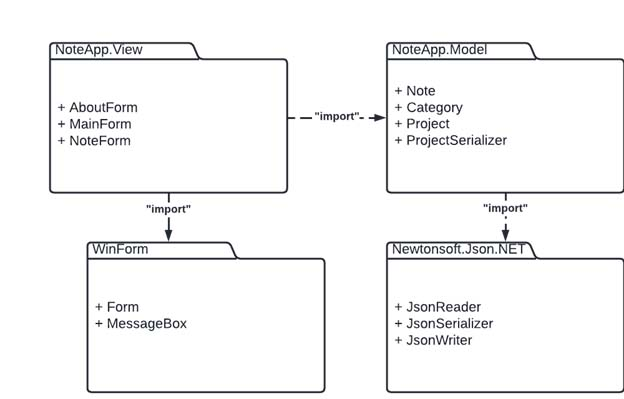 NoteApp.View
+ AboutForm
+ MainForm
+ NoteForm
"import"
NoteApp.Model
+ Note
+ Category
+ Project
+ ProjectSerializer
"import"
"import"
WinForm
+ Form
+ MessageBox
Newtonsoft.Json.NET
+ JsonReader
+ JsonSerializer
+ JsonWriter